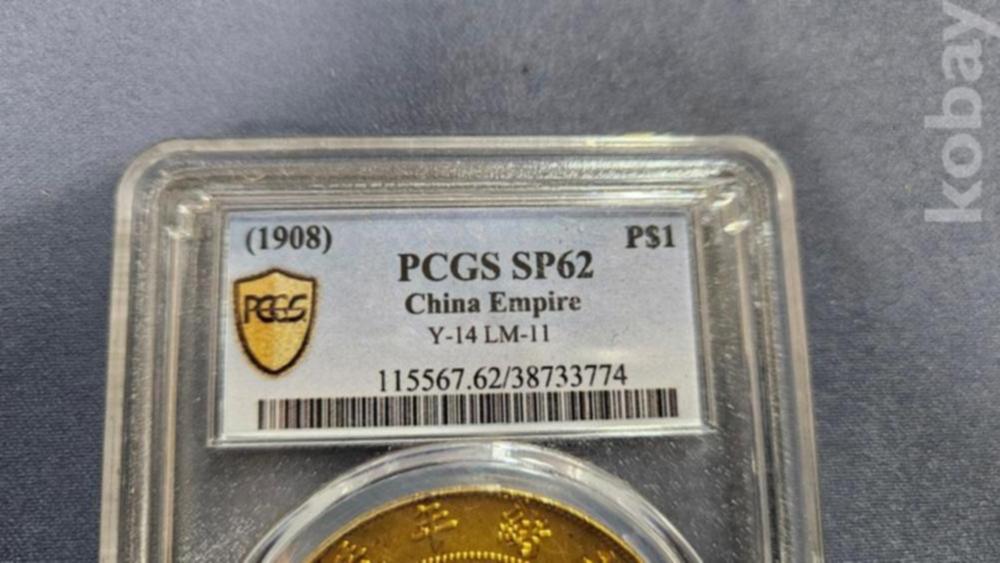 kobay
(1908) P$1
PCGS SP62
PCGS
China Empire
Y-14 LM-11
115567.62/38733774
年